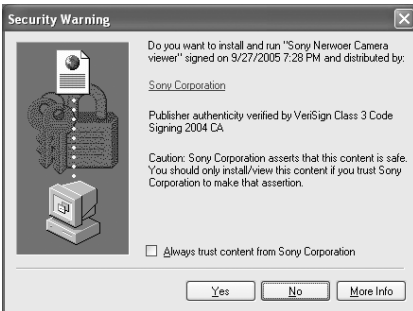 Security Warning
Do you want to install and run "Sony Nerwoer Camera
viewer" signed on 9/27/2005 7:28 PM and distributed by:
Sony Corporation
Publisher authenticity verified by VeriSign Class 3 Code
Signing 2004 CA
Caution: Sony Corporation asserts that this content is safe.
You should only install/view this content if you trust Sony
Corporation to make that assertion.
Always trust content from Sony Corporation
Yes
No
More Info